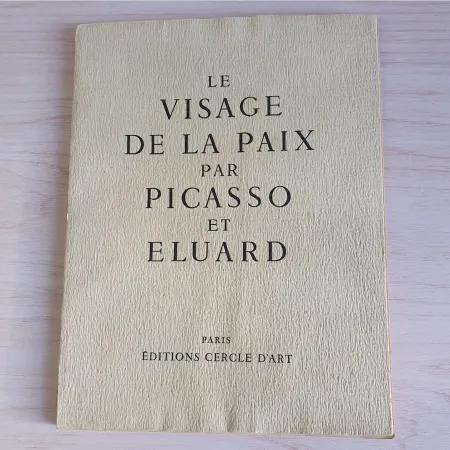 LE
VISAGE
DE LA PAIX
PAR
PICASSO
ET
ELUARD
PARIS
ÉDITIONS CERCLE D'ART